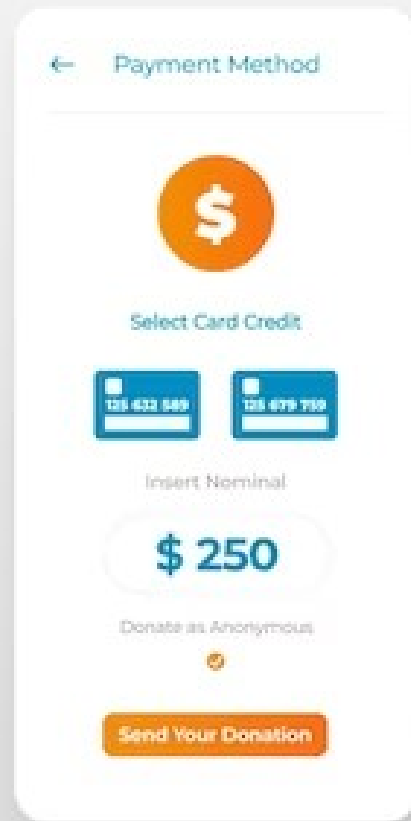 Payment Method
$
Select Card Credit
125 632 589
125 679 759
Insert Nominal
$ 250
Donate as Anonymous
Send Your Donation